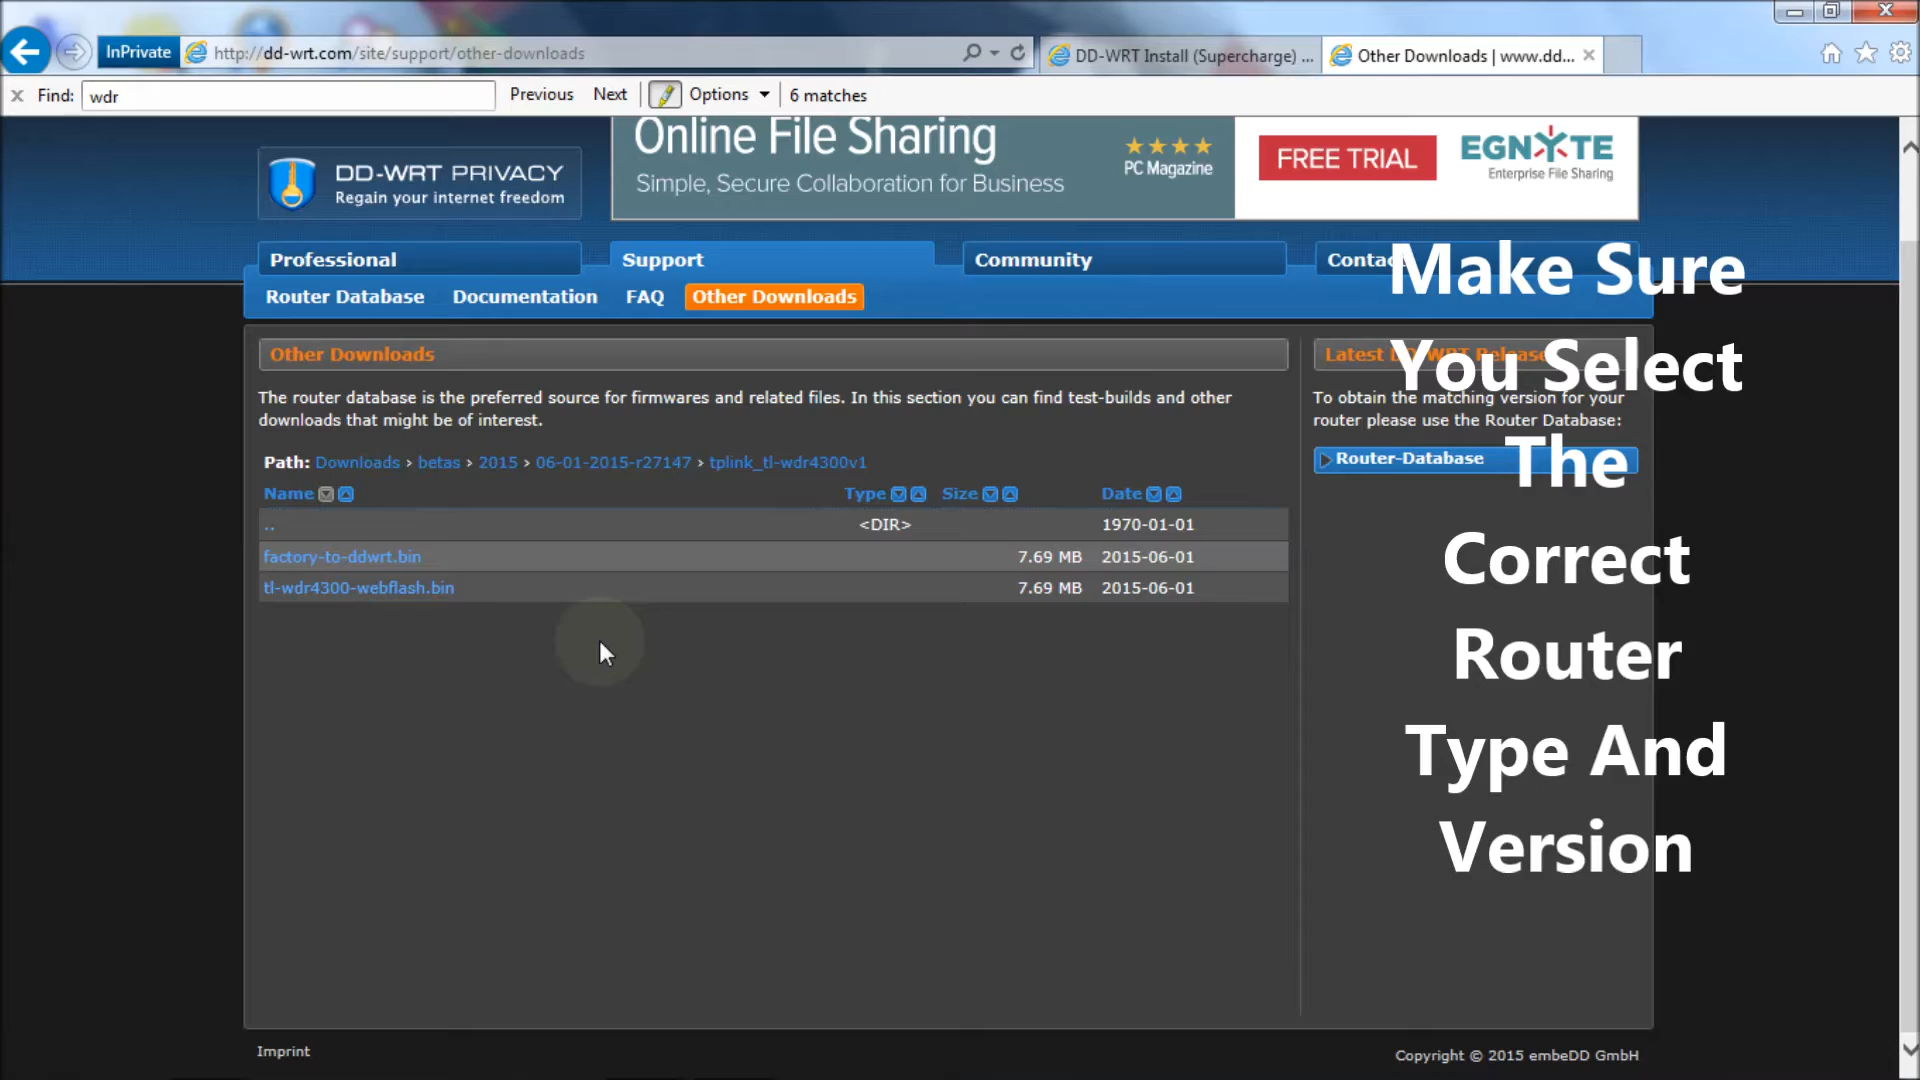 InPrivate
http://dd-wrt.com/site/support/other-downloads
DD-WRT Install (Supercharge) ...
Other Downloads | www.dd...
Find: wdr
Previous
Next
Options
6 matches
DD-WRT PRIVACY
Regain your internet freedom
Online File Sharing
Simple, Secure Collaboration for Business
PC Magazine
FREE TRIAL
EGNYTE
Enterprise File Sharing
Professional
Support
Community
Router Database
Documentation
FAQ
Other Downloads
Other Downloads
The router database is the preferred source for firmwares and related files. In this section you can find test-builds and other
downloads that might be of interest.
Path: Downloads › betas › 2015 › 06-01-2015-r27147 › tplink_tl-wdr4300v1
Name Type Size Date
.. <DIR> 1970-01-01
factory-to-ddwrt.bin 7.69 MB 2015-06-01
tl-wdr4300-webflash.bin 7.69 MB 2015-06-01
Latest DD-WRT Release
To obtain the matching version for your
router please use the Router Database:
Router-Database
Make Sure
You Select
The
Correct
Router
Type And
Version
Imprint
Copyright © 2015 embeDD GmbH